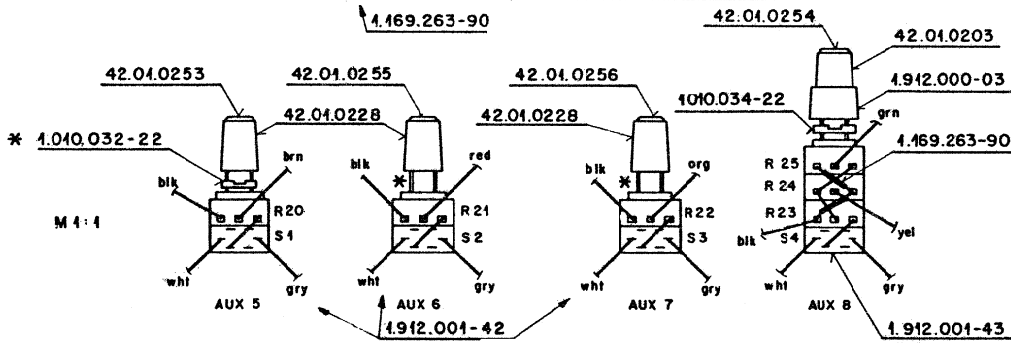 1.169.263-90
42.01.0254
42.01.0203
42.01.0253
42.01.0255
42.01.0256
1.912.000-03
1010.034-22
42.01.0228
42.01.0228
grn
* 1.010.032-22
1.169.263-90
brn
red
org
blk
blk
*
blk
*
R 25
R 24
M 1:1
R20
R21
R22
R23
S1
S2
S3
S4
blk
yel
wht
gry
wht
gry
wht
gry
wht
gry
AUX 5
AUX 6
AUX 7
AUX 8
1.912.001-42
1.912.001-43